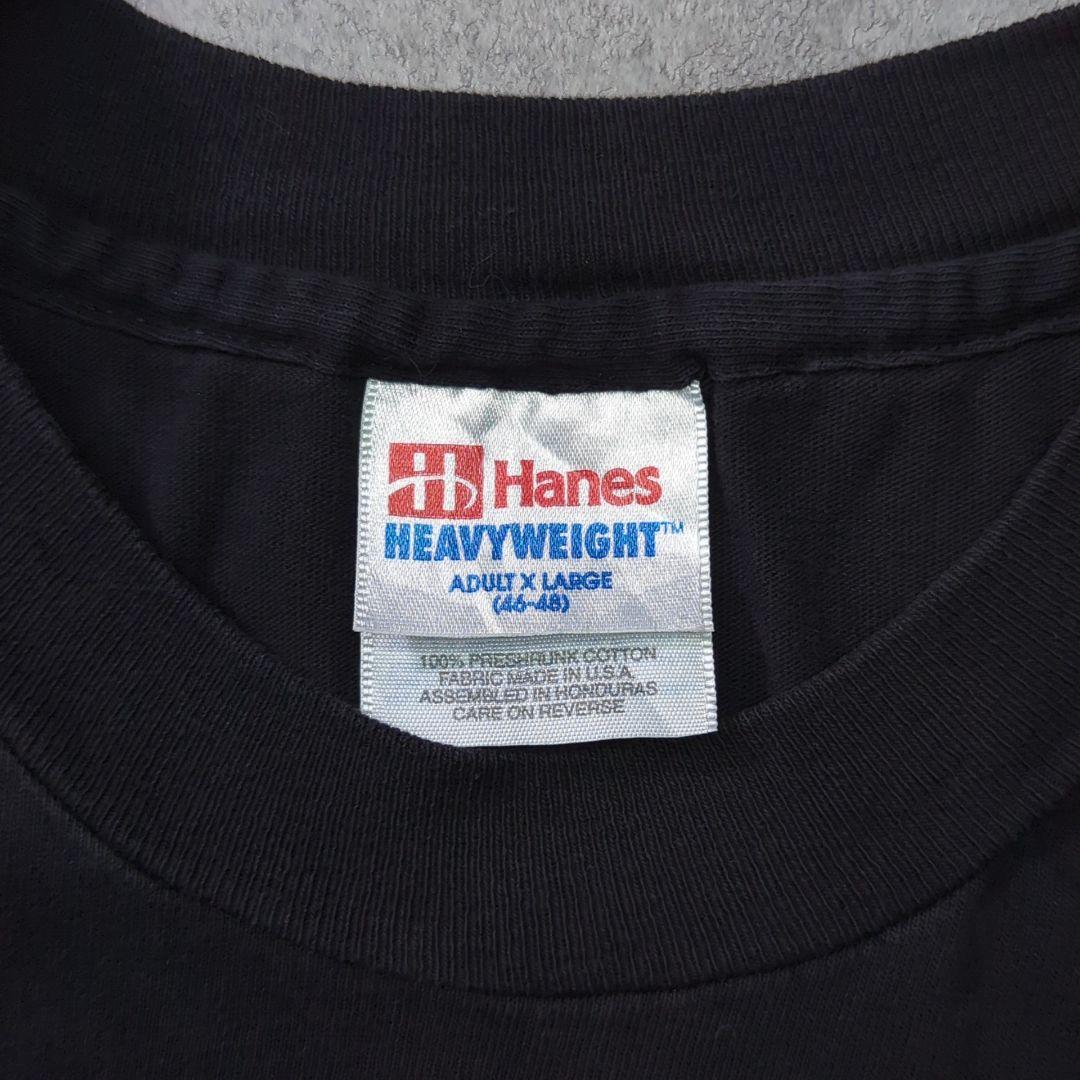 H Hanes
HEAVYWEIGHT™
ADULT X LARGE
(46-48)
100% PRESHRUNK COTTON
FABRIC MADE IN U.S.A.
ASSEMBLED IN HONDURAS
CARE ON REVERSE